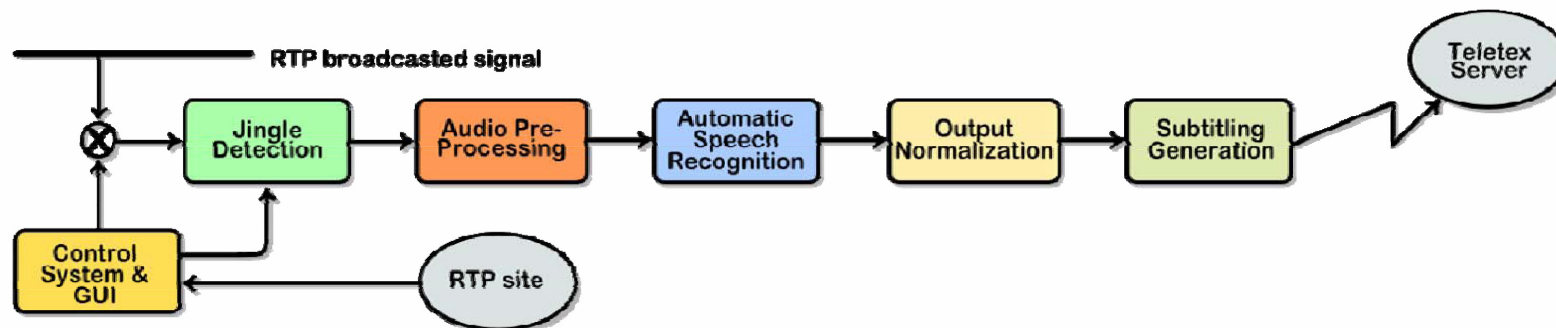 RTP broadcasted signal
Teletex
Server
Jingle
Detection
Audio Pre-
Processing
Automatic
Speech
Recognition
Output
Normalization
Subtitling
Generation
Control
System &
GUI
RTP site